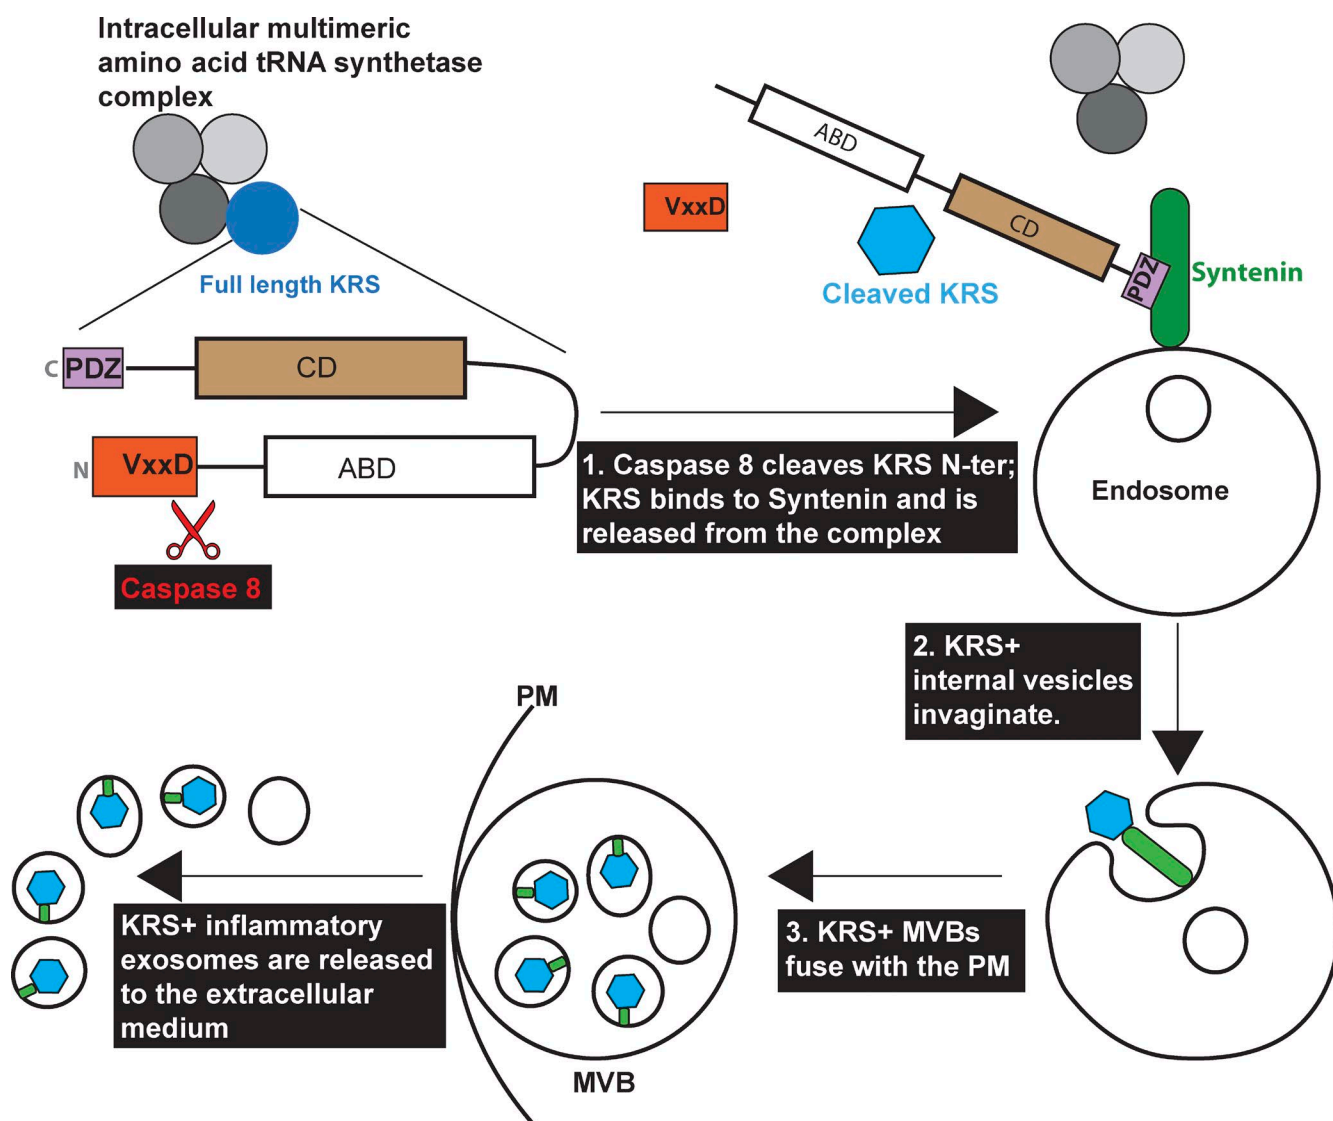 Intracellular multimeric
amino acid tRNA synthetase
complex
Full length KRS
C
PDZ
CD
N
VxxD
ABD
Caspase 8
VxxD
ABD
CD
PDZ
Cleaved KRS
Syntenin
Endosome
1. Caspase 8 cleaves KRS N-ter;
KRS binds to Syntenin and is
released from the complex
2. KRS+
internal vesicles
invaginate.
3. KRS+ MVBs
fuse with the PM
PM
MVB
KRS+ inflammatory
exosomes are released
to the extracellular
medium